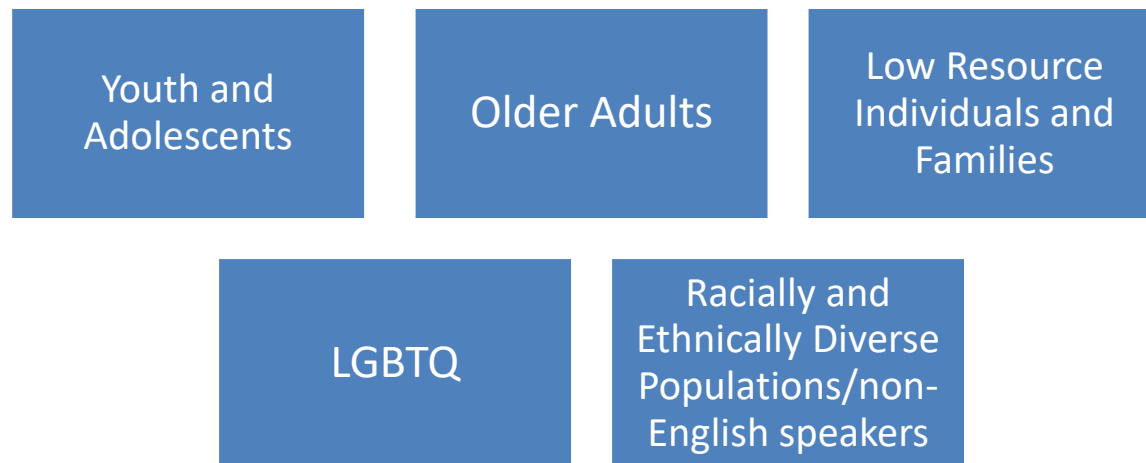 Youth and
Adolescents
Older Adults
Low Resource
Individuals and
Families
LGBTQ
Racially and
Ethnically Diverse
Populations/non-
English speakers